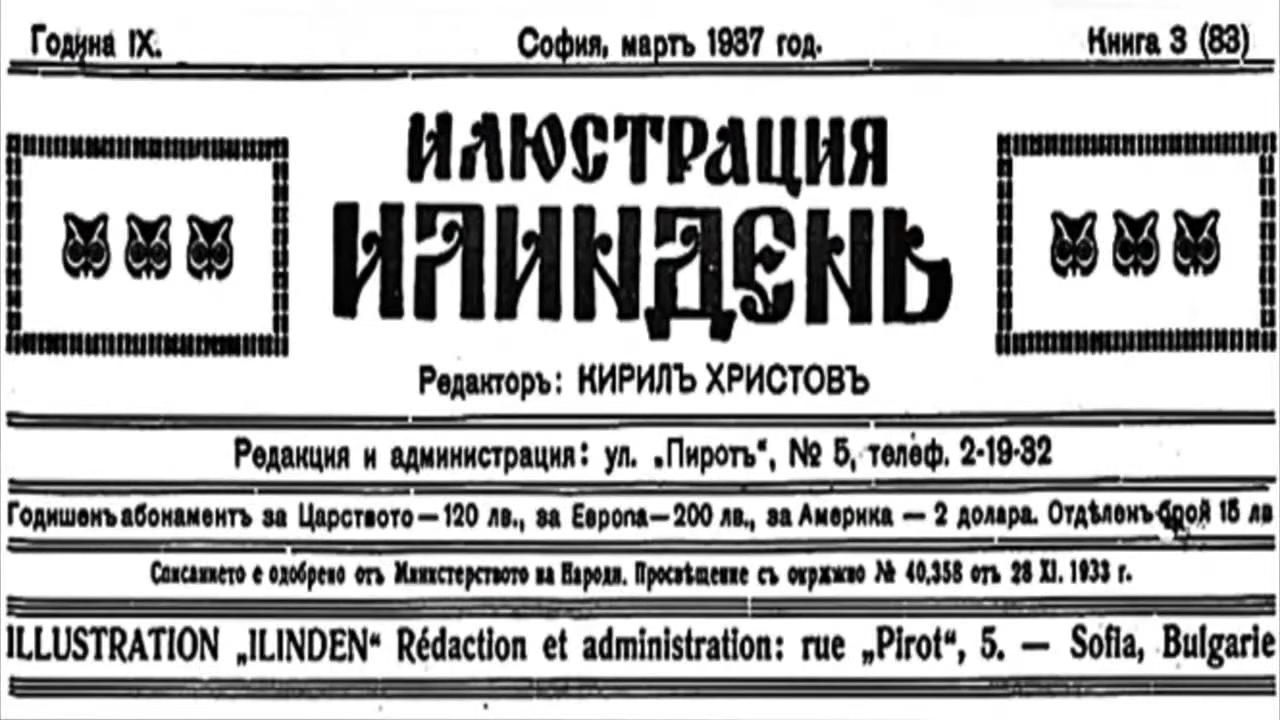 Година IX. София, мартъ 1937 год. Книга 3 (83)
ИЛЮСТРАЦИЯ
ИЛИНДЕНЬ
Редакторъ: КИРИЛЪ ХРИСТОВЪ
Редакция и администрация: ул. „Пиротъ“, № 5, телеф. 2-19-32
Годишенъ абонаментъ за Царството — 120 лв., за Европа — 200 лв., за Америка — 2 долара. Отдѣленъ брой 15 лв
Списанието е одобрено отъ Министерството на Народн. Просвѣщение съ окръжно № 40,358 отъ 28 XI. 1933 г.
ILLUSTRATION „ILINDEN“ Rédaction et administration: rue „Pirot“, 5. — Sofia, Bulgarie